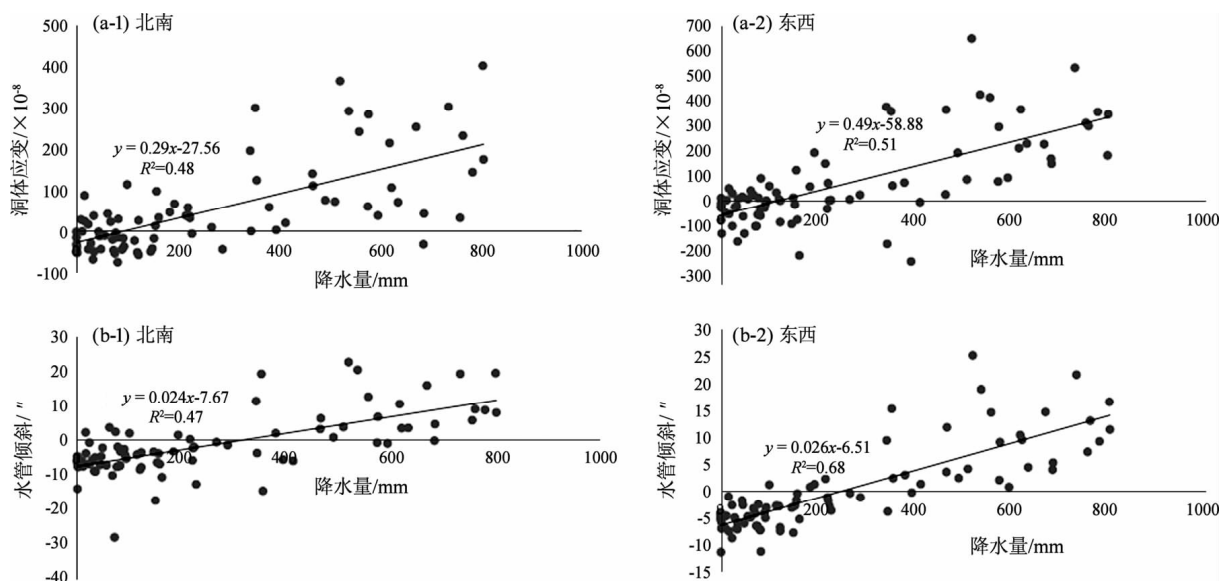 (a-1) 北南
500
400
300
200
100
0
-100
洞体应变/×10⁻⁸
y = 0.29x-27.56
R²=0.48
200
400
600
800
1000
降水量/mm
(a-2) 东西
700
600
500
400
300
200
100
0
-100
-200
-300
洞体应变/×10⁻⁸
y = 0.49x-58.88
R²=0.51
200
400
600
800
1000
降水量/mm
(b-1) 北南
30
20
10
0
-10
-20
-30
-40
水管倾斜/″
y = 0.024x-7.67
R²=0.47
200
400
600
800
1000
降水量/mm
(b-2) 东西
30
25
20
15
10
5
0
-5
-10
-15
水管倾斜/″
y = 0.026x-6.51
R²=0.68
200
400
600
800
1000
降水量/mm